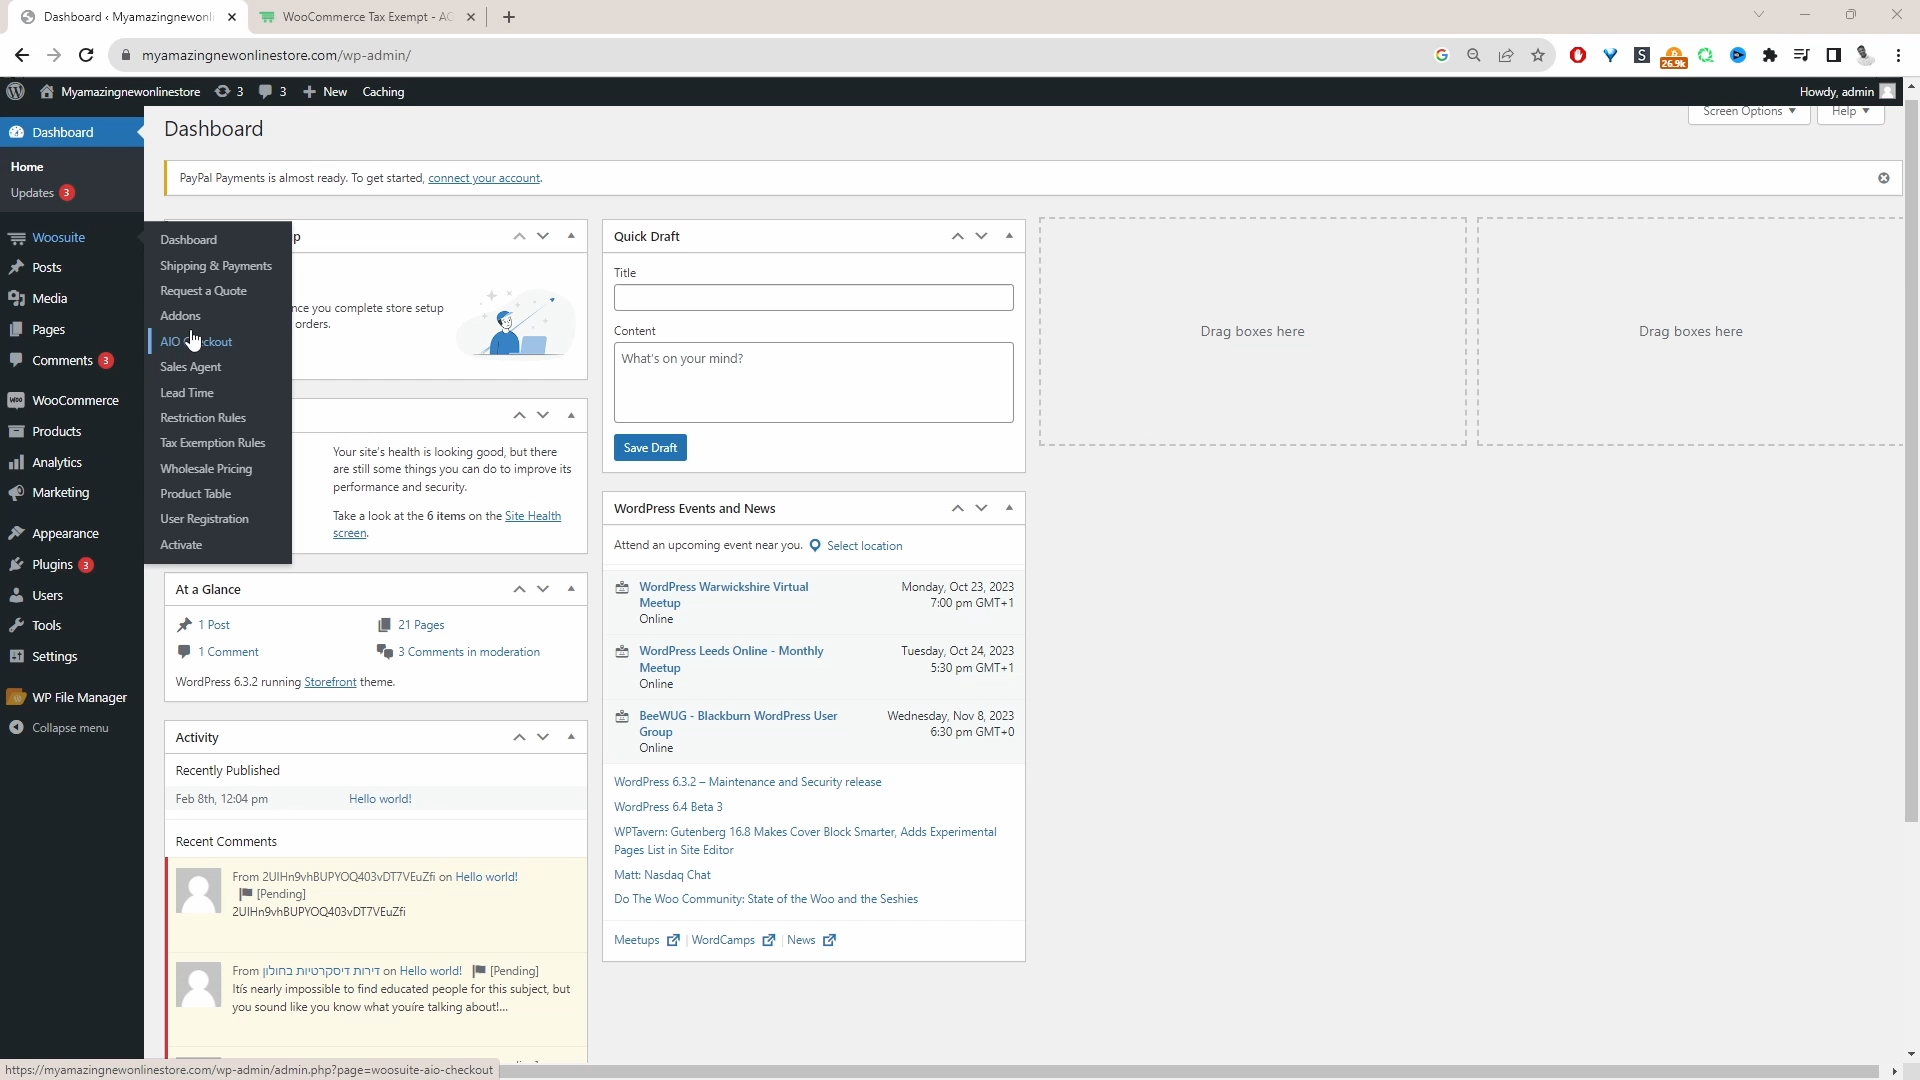 Dashboard ‹ Myamazingnewonli
WooCommerce Tax Exempt - AC
myamazingnewonlinestore.com/wp-admin/
26.9k
Myamazingnewonlinestore 3 3 New Caching
Howdy, admin
Dashboard
Home
Updates 3
Woosuite
Posts
Media
Pages
Comments 3
WooCommerce
Products
Analytics
Marketing
Appearance
Plugins 3
Users
Tools
Settings
WP File Manager
Collapse menu
Dashboard
Shipping & Payments
Request a Quote
Addons
AIO ckout
Sales Agent
Lead Time
Restriction Rules
Tax Exemption Rules
Wholesale Pricing
Product Table
User Registration
Activate
Dashboard
Screen Options Help
PayPal Payments is almost ready. To get started, connect your account.
p
nce you complete store setup
orders.
Your site's health is looking good, but there
are still some things you can do to improve its
performance and security.
Take a look at the 6 items on the Site Health
screen.
At a Glance
1 Post 21 Pages
1 Comment 3 Comments in moderation
WordPress 6.3.2 running Storefront theme.
Activity
Recently Published
Feb 8th, 12:04 pm Hello world!
Recent Comments
From 2UlHn9vhBUPYOQ403vDT7VEuZfi on Hello world!
[Pending]
2UlHn9vhBUPYOQ403vDT7VEuZfi
From דירות דיסקרטיות בחולון on Hello world! [Pending]
Itís nearly impossible to find educated people for this subject, but
you sound like you know what youíre talking about!...
Quick Draft
Title
Content
What's on your mind?
Save Draft
WordPress Events and News
Attend an upcoming event near you. Select location
WordPress Warwickshire Virtual Monday, Oct 23, 2023
Meetup 7:00 pm GMT+1
Online
WordPress Leeds Online - Monthly Tuesday, Oct 24, 2023
Meetup 5:30 pm GMT+1
Online
BeeWUG - Blackburn WordPress User Wednesday, Nov 8, 2023
Group 6:30 pm GMT+0
Online
WordPress 6.3.2 – Maintenance and Security release
WordPress 6.4 Beta 3
WPTavern: Gutenberg 16.8 Makes Cover Block Smarter, Adds Experimental
Pages List in Site Editor
Matt: Nasdaq Chat
Do The Woo Community: State of the Woo and the Seshies
Meetups | WordCamps | News
Drag boxes here
Drag boxes here
https://myamazingnewonlinestore.com/wp-admin/admin.php?page=woosuite-aio-checkout